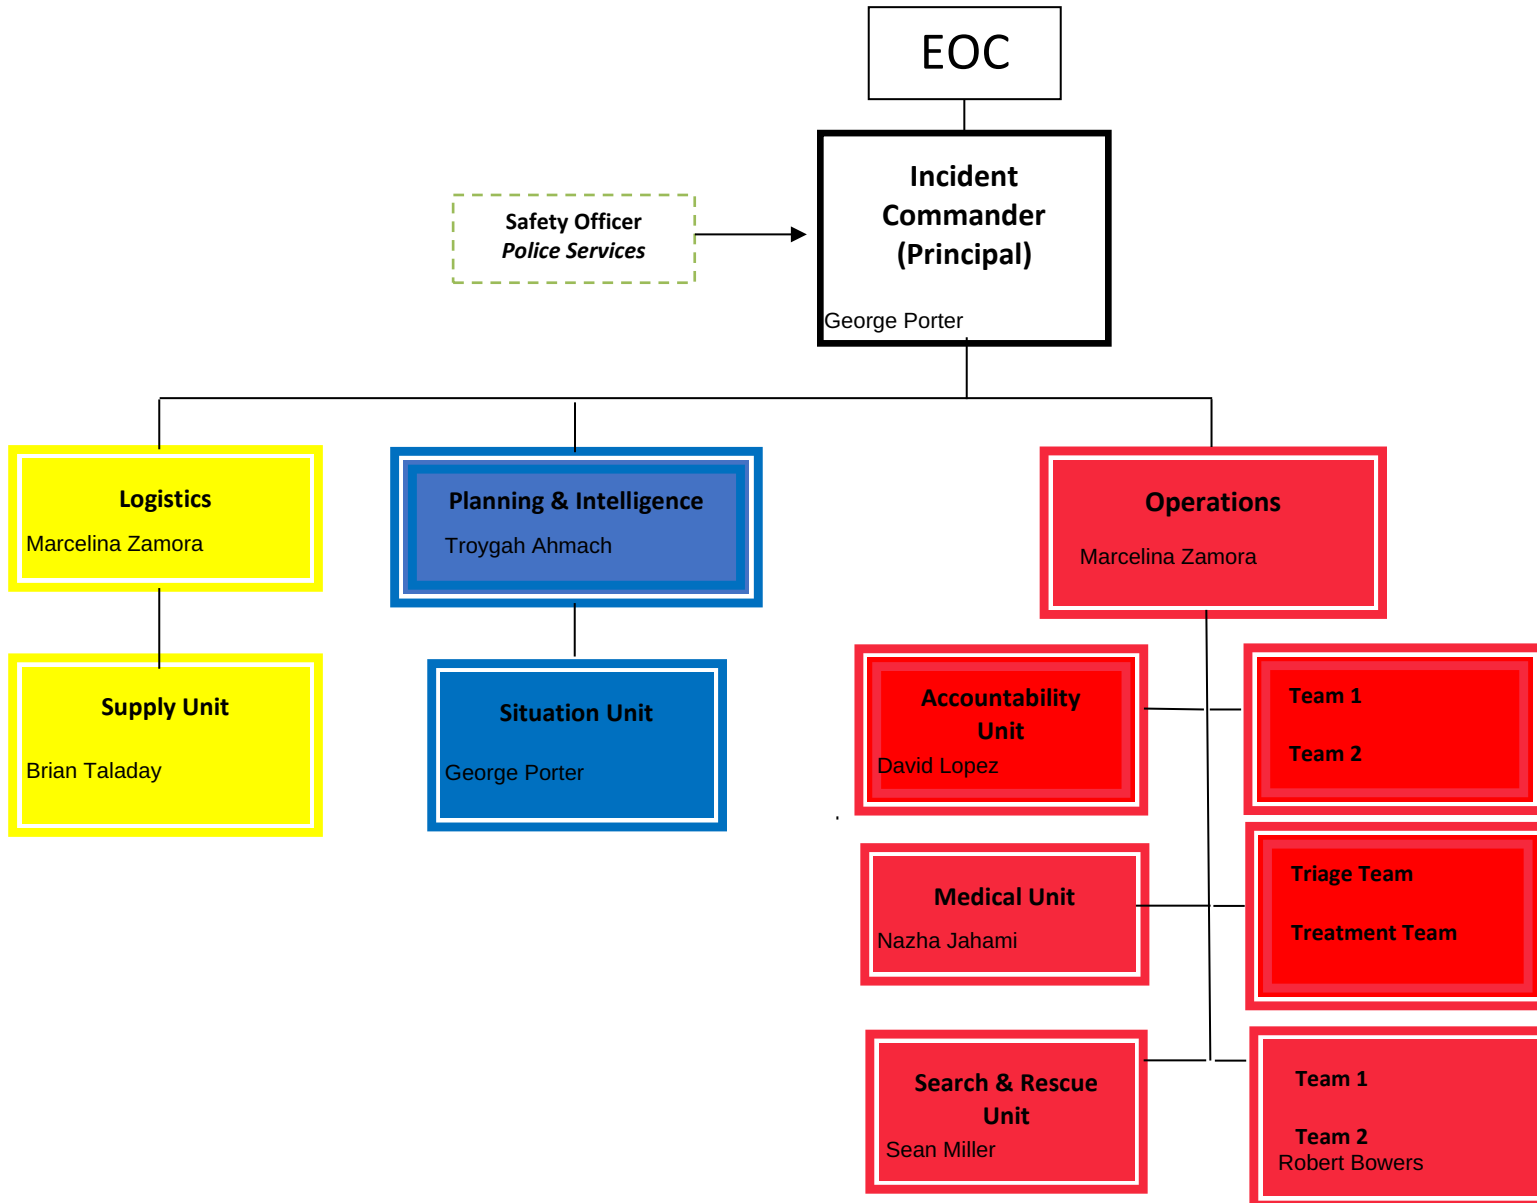 EOC
Incident
Commander
(Principal)
George Porter
Safety Officer
Police Services
Logistics
Marcelina Zamora
Planning & Intelligence
Troygah Ahmach
Operations
Marcelina Zamora
Supply Unit
Brian Taladay
Situation Unit
George Porter
Accountability
Unit
David Lopez
Team 1
Team 2
Medical Unit
Nazha Jahami
Triage Team
Treatment Team
Search & Rescue
Unit
Sean Miller
Team 1
Team 2
Robert Bowers